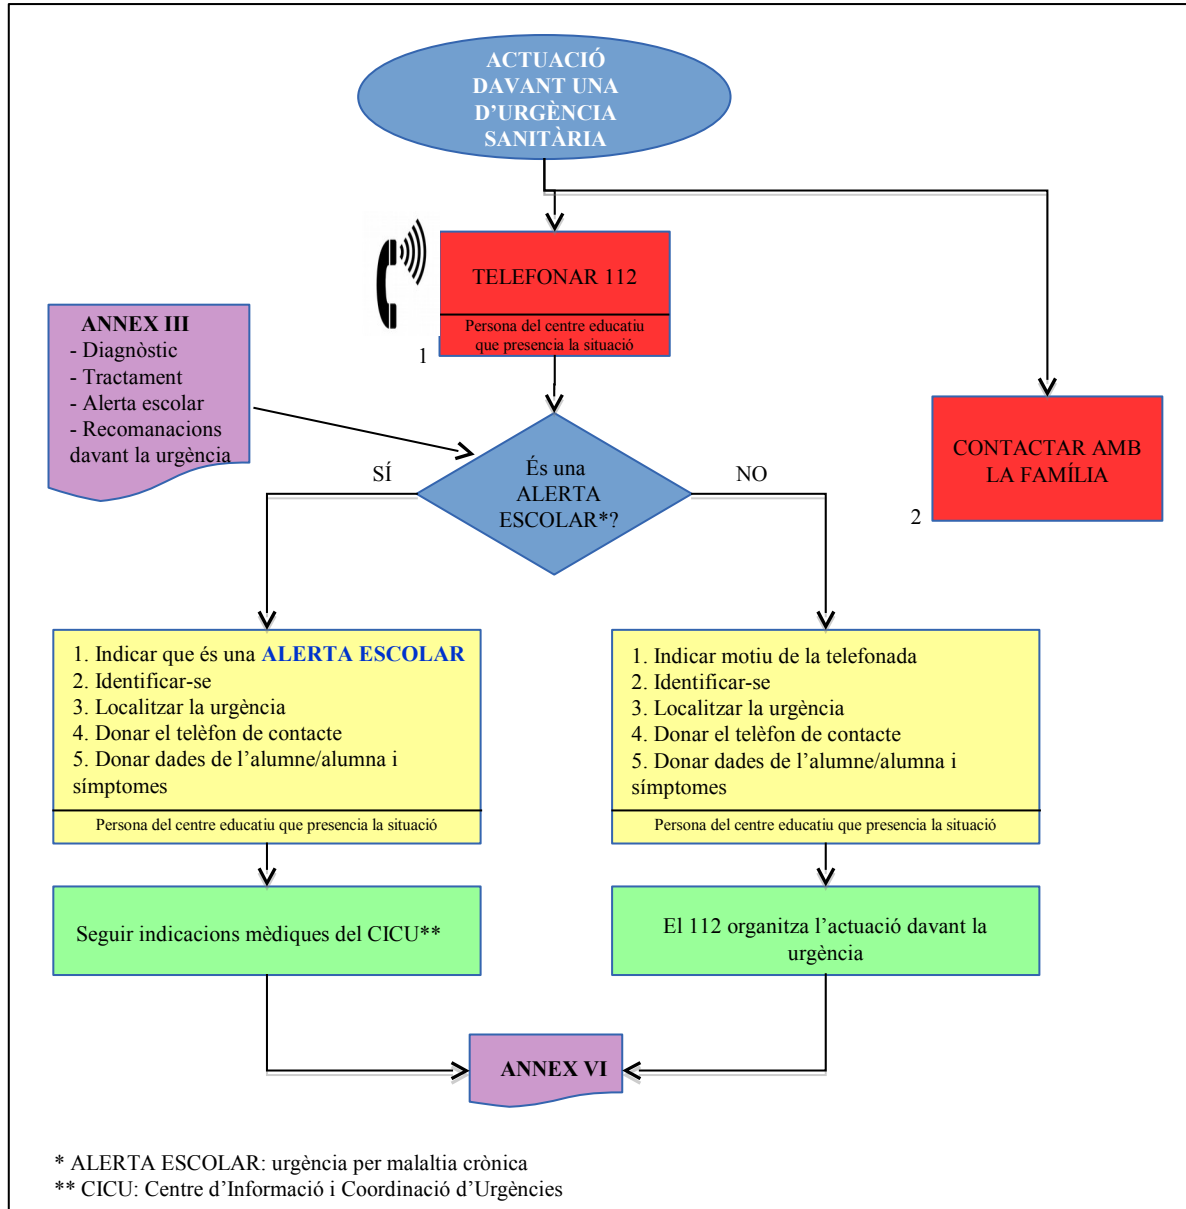 ACTUACIÓ
DAVANT UNA
D'URGÈNCIA
SANITÀRIA
TELEFONAR 112
Persona del centre educatiu
que presencia la situació
1
ANNEX III
- Diagnòstic
- Tractament
- Alerta escolar
- Recomanacions
davant la urgència
CONTACTAR AMB
LA FAMÍLIA
2
És una
ALERTA
ESCOLAR*?
SÍ
NO
1. Indicar que és una ALERTA ESCOLAR
2. Identificar-se
3. Localitzar la urgència
4. Donar el telèfon de contacte
5. Donar dades de l'alumne/alumna i
símptomes
Persona del centre educatiu que presencia la situació
1. Indicar motiu de la telefonada
2. Identificar-se
3. Localitzar la urgència
4. Donar el telèfon de contacte
5. Donar dades de l'alumne/alumna i
símptomes
Persona del centre educatiu que presencia la situació
Seguir indicacions mèdiques del CICU**
El 112 organitza l'actuació davant la
urgència
ANNEX VI
* ALERTA ESCOLAR: urgència per malaltia crònica
** CICU: Centre d'Informació i Coordinació d'Urgències